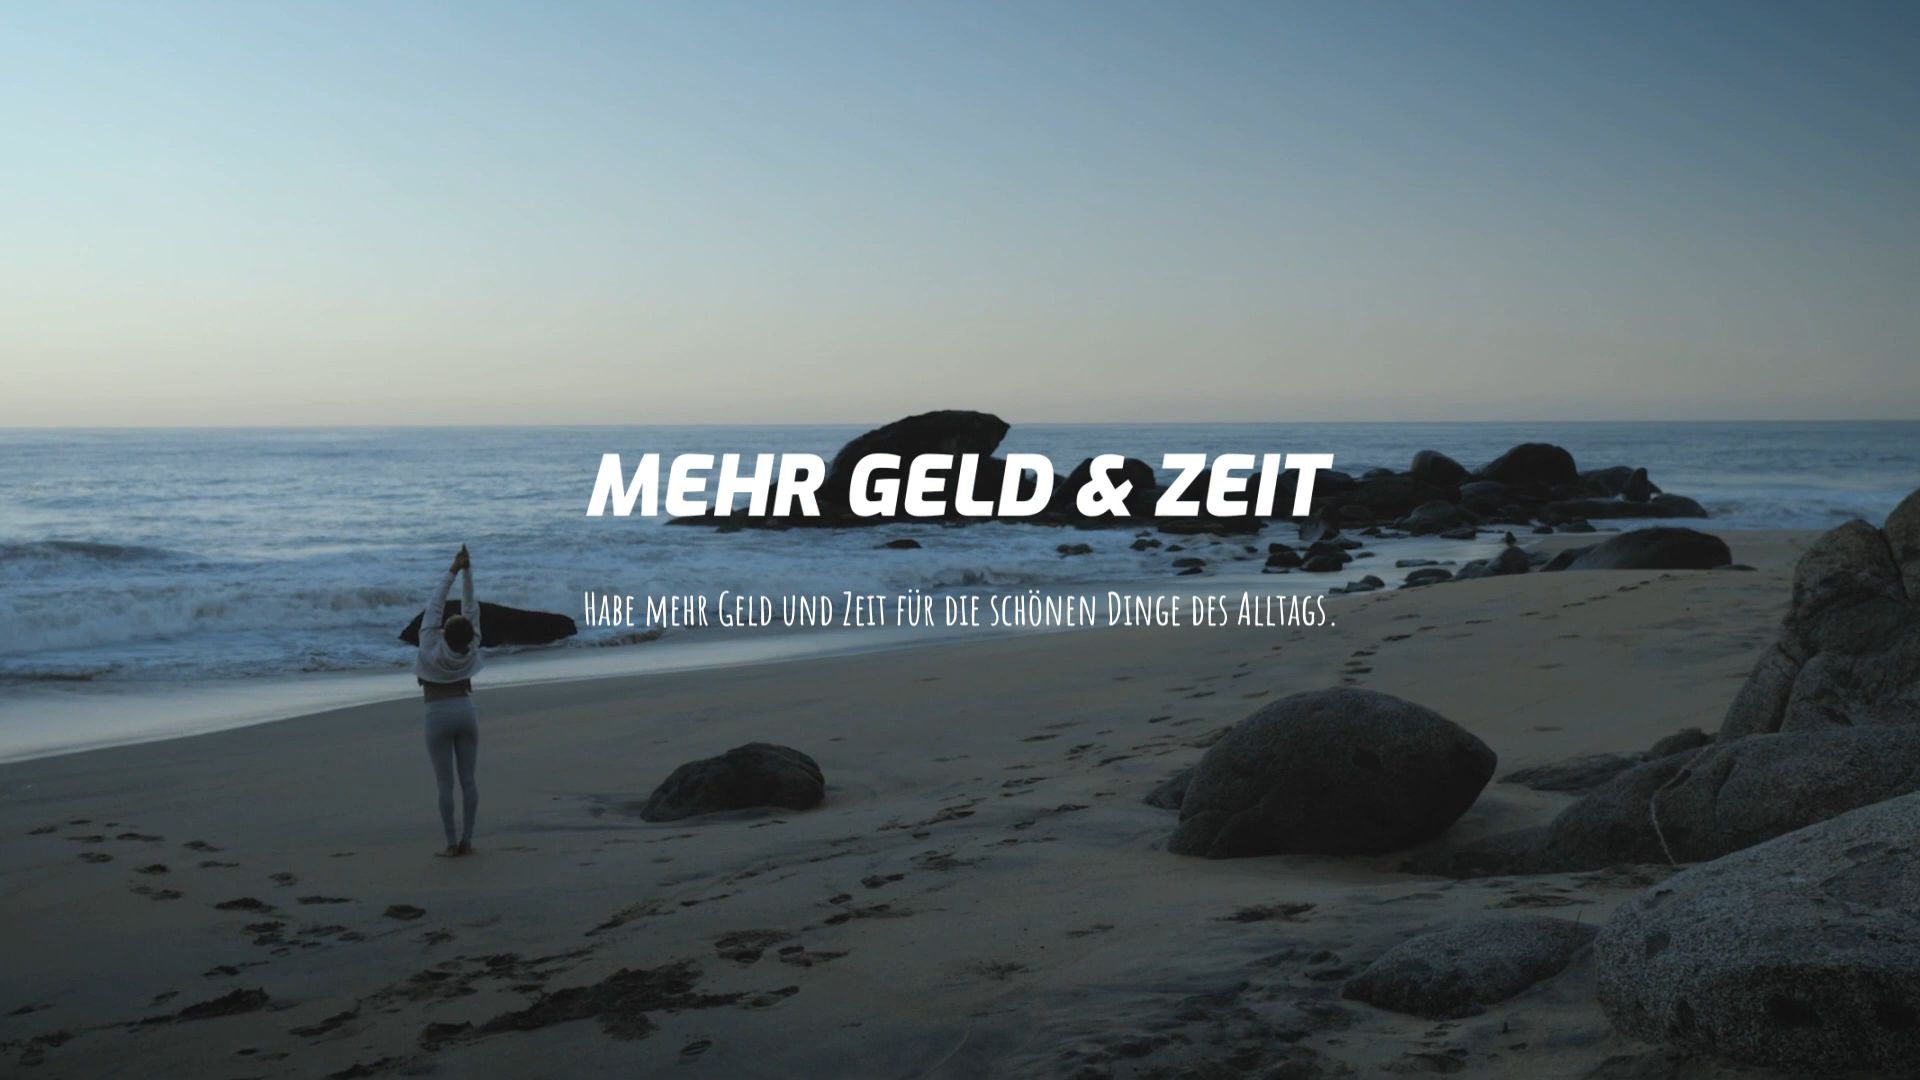 MEHR GELD & ZEIT
Habe mehr Geld und Zeit für die schönen Dinge des Alltags.